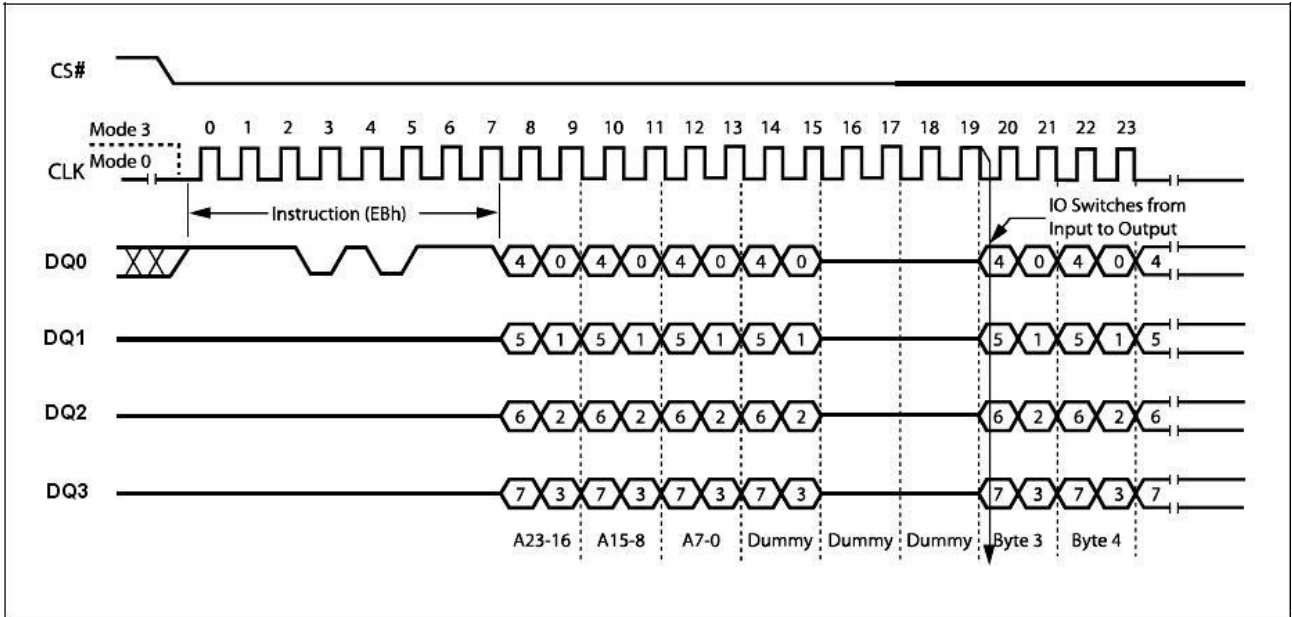 CS#
Mode 3
0 1 2 3 4 5 6 7 8 9 10 11 12 13 14 15 16 17 18 19 20 21 22 23
CLK Mode 0
Instruction (EBh)
IO Switches from
Input to Output
DQ0 4 0 4 0 4 0 4 0 4 0 4 0 4
DQ1 5 1 5 1 5 1 5 1 5 1 5 1 5
DQ2 6 2 6 2 6 2 6 2 6 2 6 2 6
DQ3 7 3 7 3 7 3 7 3 7 3 7 3 7
A23-16 A15-8 A7-0 Dummy Dummy Dummy Byte 3 Byte 4